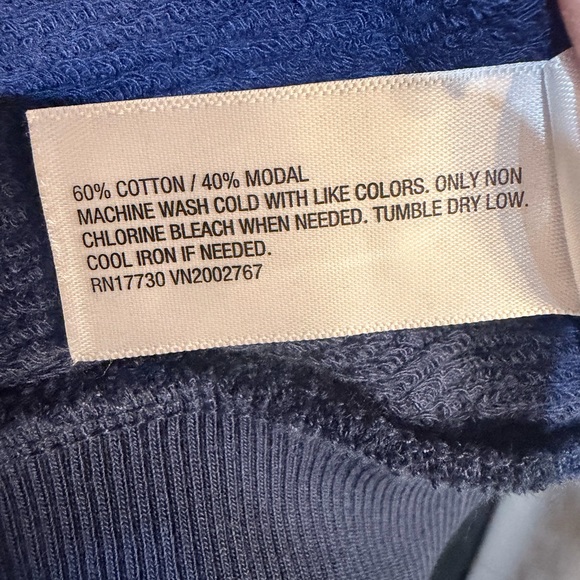 60% COTTON / 40% MODAL
MACHINE WASH COLD WITH LIKE COLORS. ONLY NON
CHLORINE BLEACH WHEN NEEDED. TUMBLE DRY LOW.
COOL IRON IF NEEDED.
RN17730 VN2002767